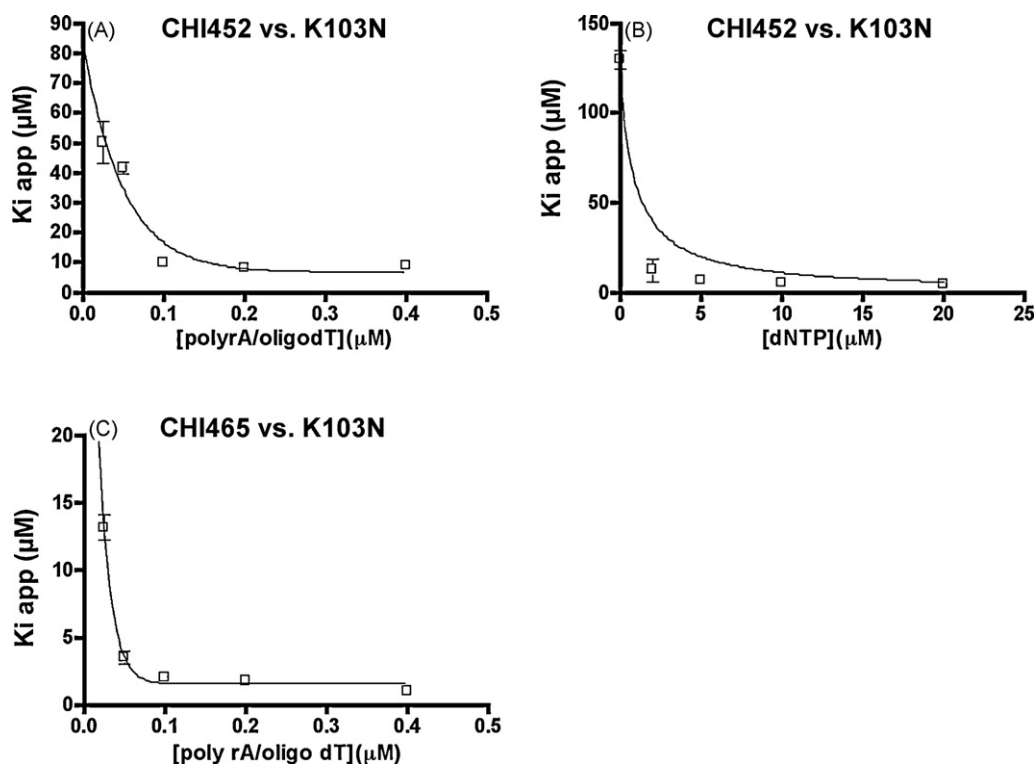 (A) CHI452 vs. K103N
Ki app (µM)
90
80
70
60
50
40
30
20
10
0
0.0 0.1 0.2 0.3 0.4 0.5
[polyrA/oligodT](µM)
(B) CHI452 vs. K103N
Ki app (µM)
150
100
50
0
0 5 10 15 20 25
[dNTP](µM)
(C) CHI465 vs. K103N
Ki app (µM)
20
15
10
5
0
0.0 0.1 0.2 0.3 0.4 0.5
[poly rA/oligo dT](µM)